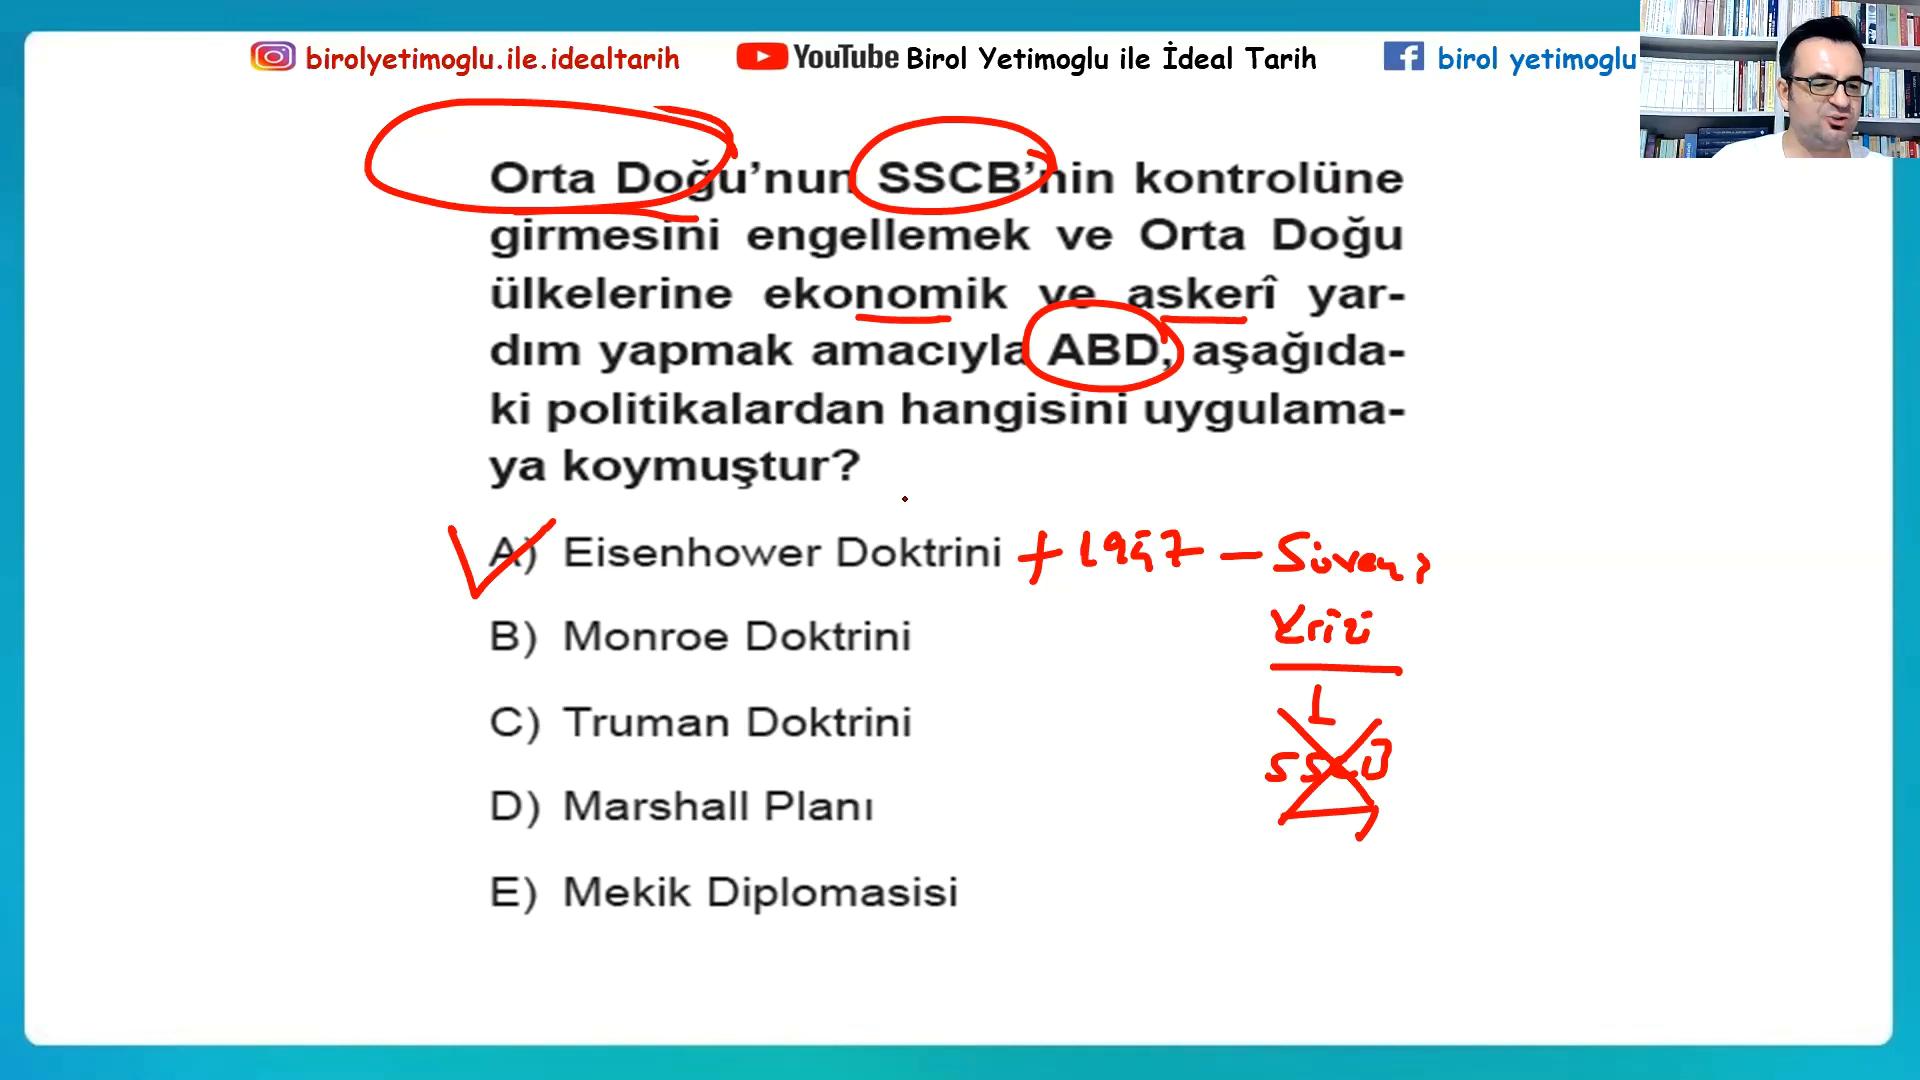 birolyetimoglu.ile.idealtarih YouTube Birol Yetimoglu ile İdeal Tarih birol yetimoglu
Orta Doğu'nun SSCB'nin kontrolüne
girmesini engellemek ve Orta Doğu
ülkelerine ekonomik ve askerî yar-
dım yapmak amacıyla ABD, aşağıda-
ki politikalardan hangisini uygulama-
ya koymuştur?
A) Eisenhower Doktrini → 1957 - Süveyş
Krizi
B) Monroe Doktrini
C) Truman Doktrini
SSCB
D) Marshall Planı
E) Mekik Diplomasisi